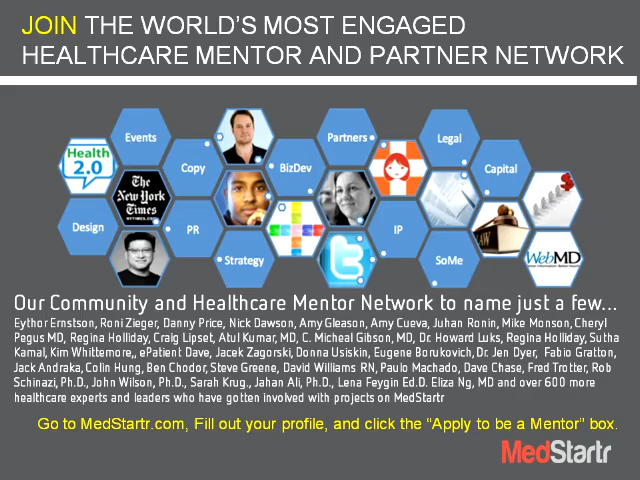 JOIN THE WORLD'S MOST ENGAGED
HEALTHCARE MENTOR AND PARTNER NETWORK
Events
Partners
Legal
Health
2.0
Copy
BizDev
Capital
The
New York
Times
NYTIMES.COM
Design
PR
IP
LAW
Strategy
SoMe
WebMD
Our Community and Healthcare Mentor Network to name just a few...
Eythor Ernstson, Roni Zieger, Danny Price, Nick Dawson, Amy Gleason, Amy Cueva, Juhan Ronin, Mike Monson, Cheryl
Pegus MD, Regina Holliday, Craig Lipset, Atul Kumar, MD, C. Micheal Gibson, MD, Dr. Howard Luks, Regina Holliday, Sutha
Kamal, Kim Whittemore,, ePatient Dave, Jacek Zagorski, Donna Usiskin, Eugene Borukovich, Dr. Jen Dyer, Fabio Gratton,
Jack Andraka, Colin Hung, Ben Chodor, Steve Greene, David Williams RN, Paulo Machado, Dave Chase, Fred Trotter, Rob
Schinazi, Ph.D., John Wilson, Ph.D., Sarah Krug,, Jahan Ali, Ph.D., Lena Feygin Ed.D. Eliza Ng, MD and over 600 more
healthcare experts and leaders who have gotten involved with projects on MedStartr
Go to MedStartr.com, Fill out your profile, and click the "Apply to be a Mentor" box.
MedStartr